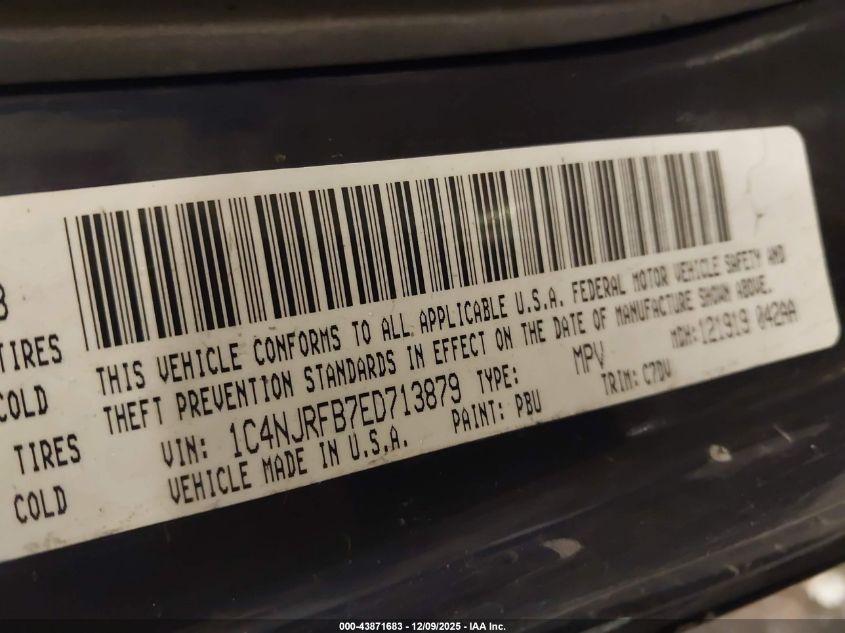 THIS VEHICLE CONFORMS TO ALL APPLICABLE U.S.A. FEDERAL MOTOR VEHICLE SAFETY AND
THEFT PREVENTION STANDARDS IN EFFECT ON THE DATE OF MANUFACTURE SHOWN ABOVE.
VIN: 1C4NJRFB7ED713879 TYPE: MPV MDH:121919 042AA
VEHICLE MADE IN U.S.A. PAINT: PBU TRIM: C7DV
TIRES
COLD
TIRES
COLD
000-43871683 - 12/09/2025 - IAA Inc.